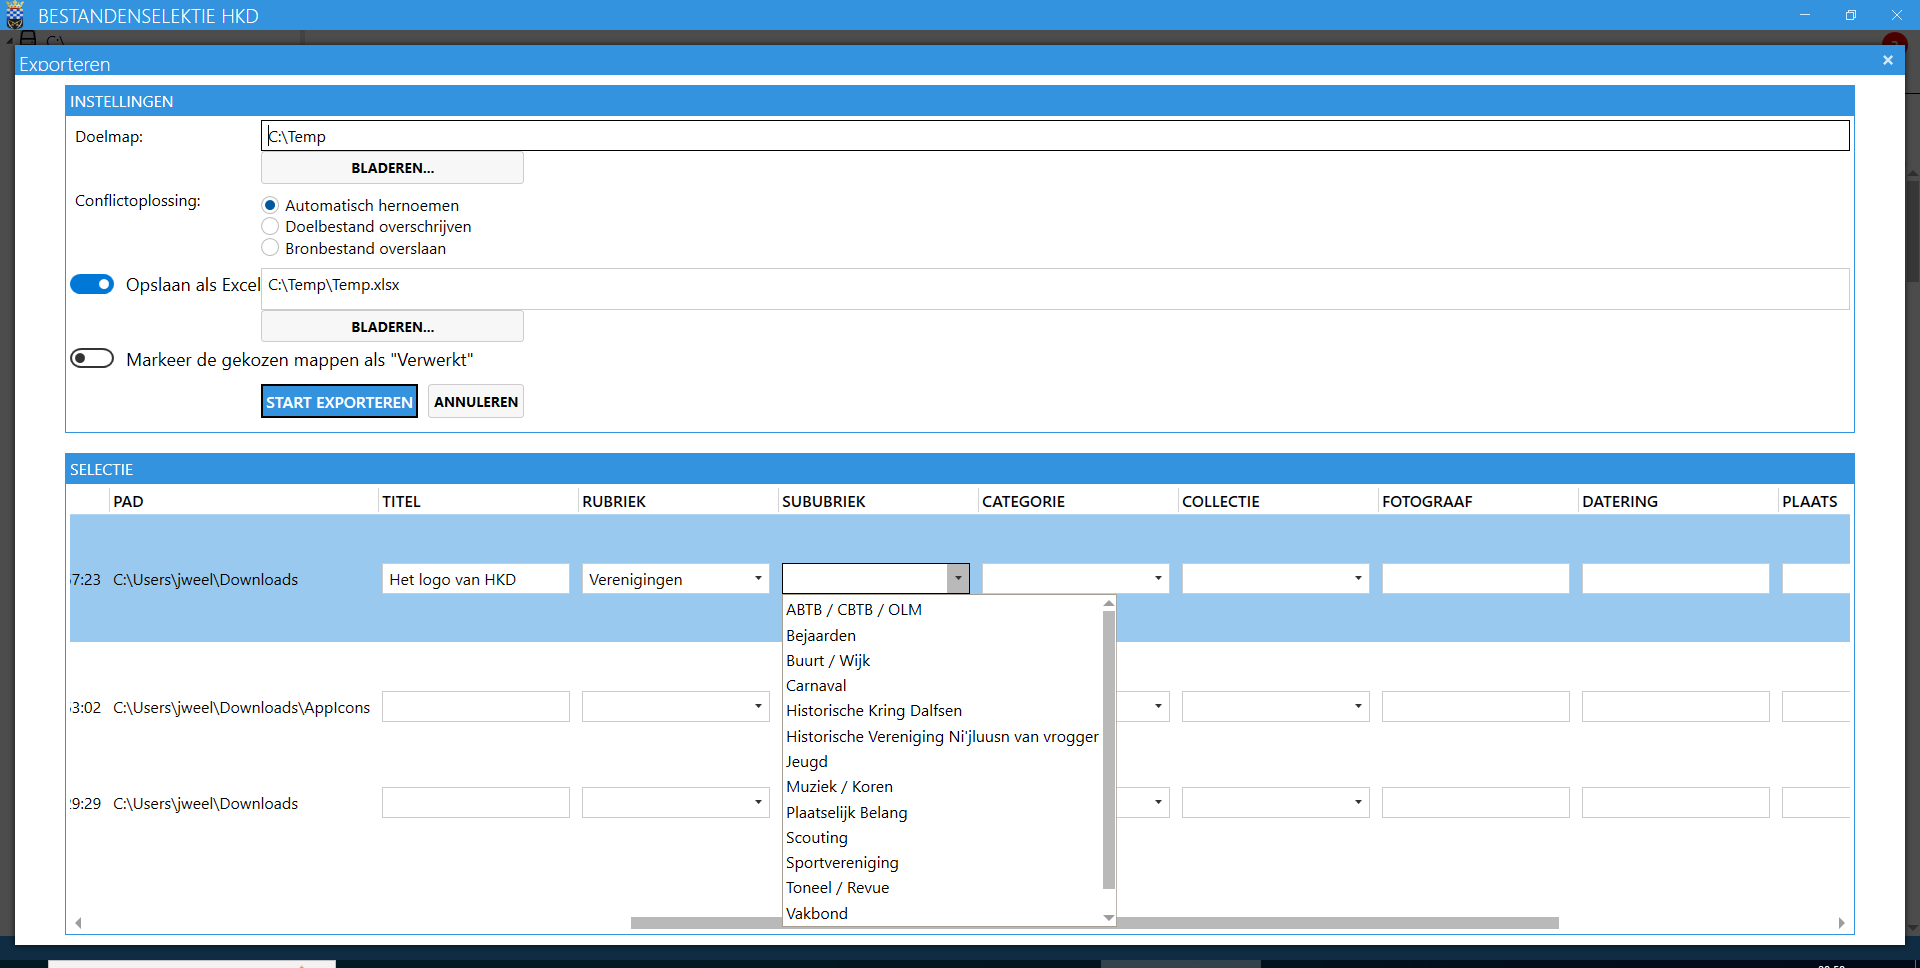 BESTANDENSELEKTIE HKD
C:\
Exporteren
INSTELLINGEN
Doelmap:
C:\Temp
BLADEREN...
Conflictoplossing:
Automatisch hernoemen
Doelbestand overschrijven
Bronbestand overslaan
Opslaan als Excel
C:\Temp\Temp.xlsx
BLADEREN...
Markeer de gekozen mappen als "Verwerkt"
START EXPORTEREN
ANNULEREN
SELECTIE
PAD TITEL RUBRIEK SUBUBRIEK CATEGORIE COLLECTIE FOTOGRAAF DATERING PLAATS
7:23 C:\Users\jweel\Downloads Het logo van HKD Verenigingen
ABTB / CBTB / OLM
Bejaarden
Buurt / Wijk
Carnaval
3:02 C:\Users\jweel\Downloads\AppIcons
Historische Kring Dalfsen
Historische Vereniging Ni'jluusn van vrogger
Jeugd
Muziek / Koren
9:29 C:\Users\jweel\Downloads
Plaatselijk Belang
Scouting
Sportvereniging
Toneel / Revue
Vakbond